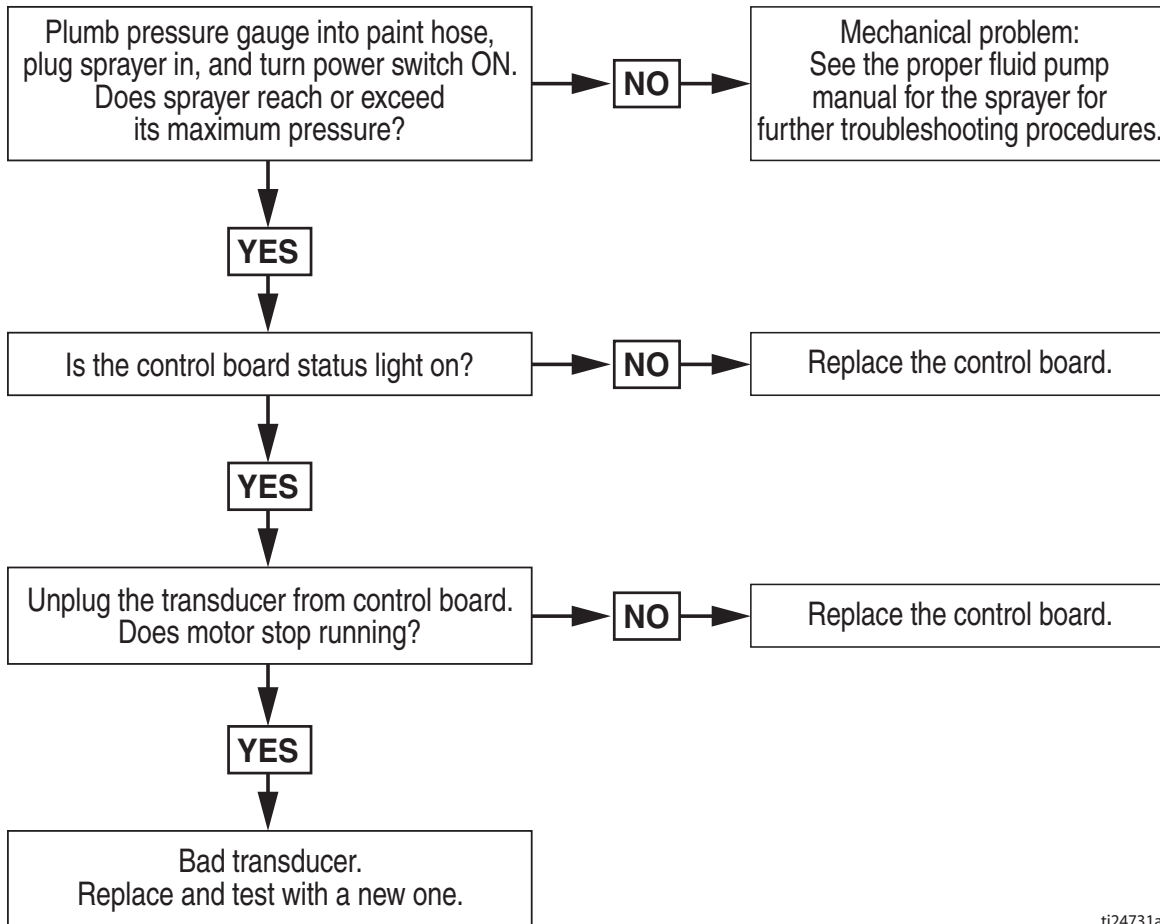 Plumb pressure gauge into paint hose,
plug sprayer in, and turn power switch ON.
Does sprayer reach or exceed
its maximum pressure?
NO
Mechanical problem:
See the proper fluid pump
manual for the sprayer for
further troubleshooting procedures.
YES
Is the control board status light on?
NO
Replace the control board.
YES
Unplug the transducer from control board.
Does motor stop running?
NO
Replace the control board.
YES
Bad transducer.
Replace and test with a new one.
ti24731a